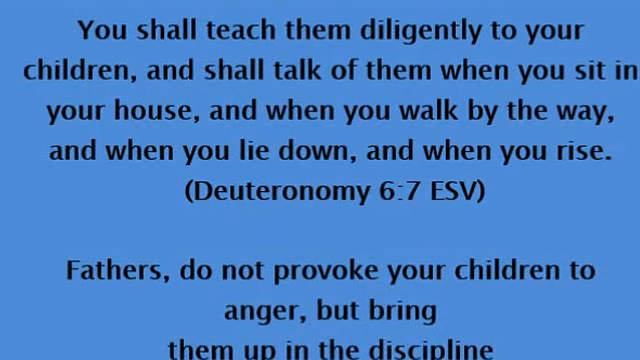 You shall teach them diligently to your
children, and shall talk of them when you sit in
your house, and when you walk by the way,
and when you lie down, and when you rise.
(Deuteronomy 6:7 ESV)
Fathers, do not provoke your children to
anger, but bring
them up in the discipline